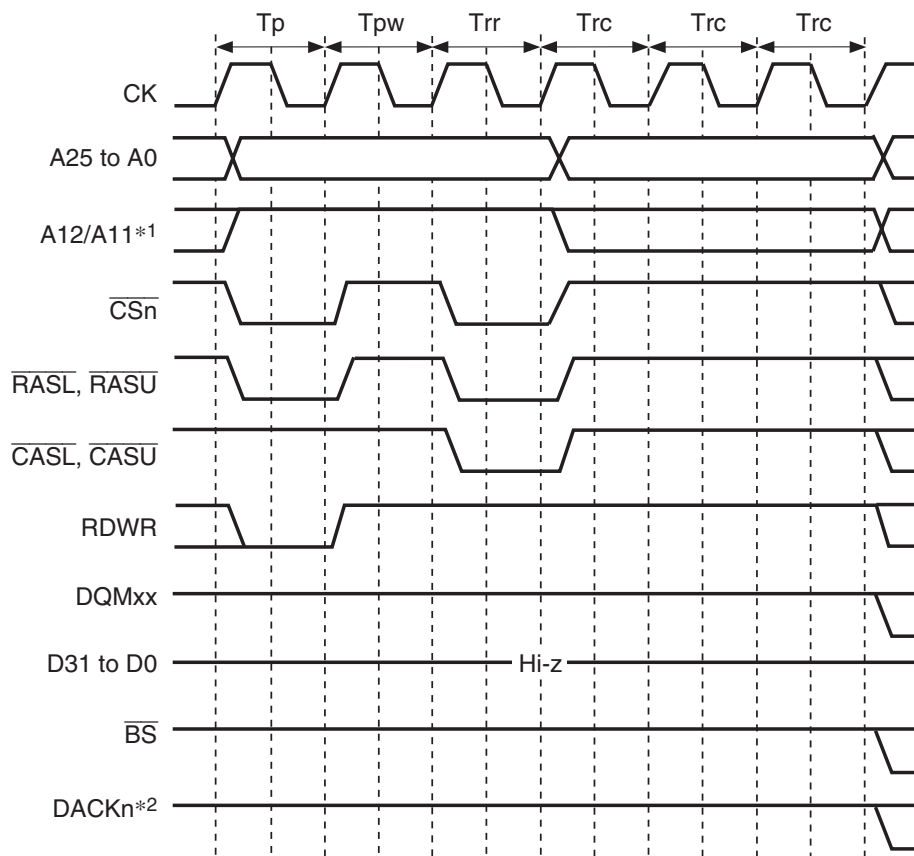 Tp Tpw Trr Trc Trc Trc
CK
A25 to A0
A12/A11*1
CSn
RASL, RASU
CASL, CASU
RDWR
DQMxx
D31 to D0 Hi-z
BS
DACKn*2